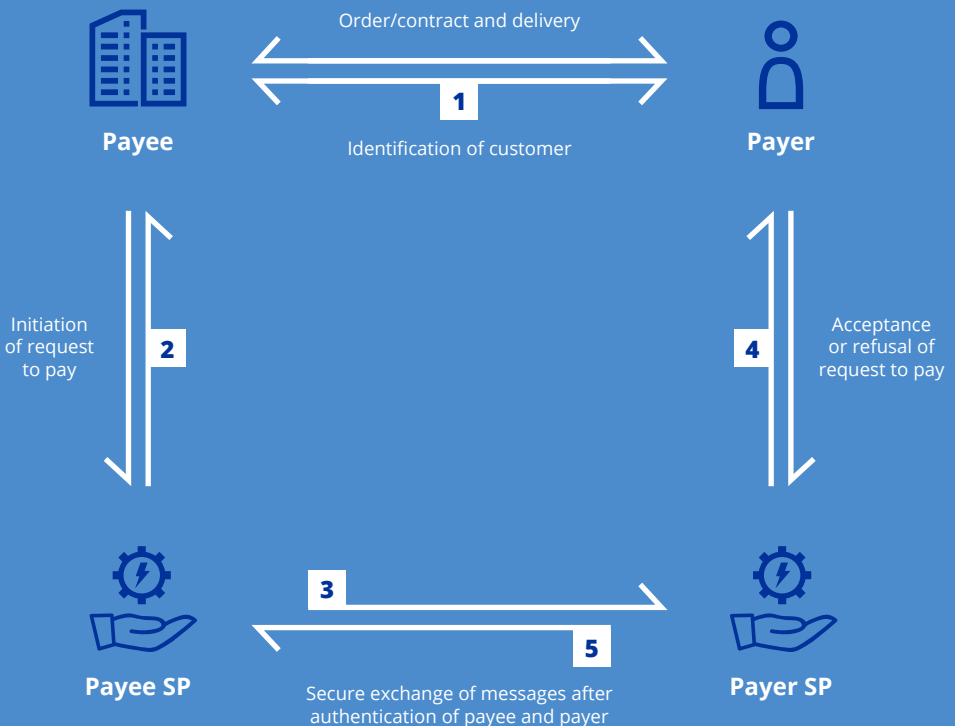 Order/contract and delivery
1
Payee
Identification of customer
Payer
Initiation
of request
to pay
2
4
Acceptance
or refusal of
request to pay
3
5
Payee SP
Secure exchange of messages after
authentication of payee and payer
Payer SP